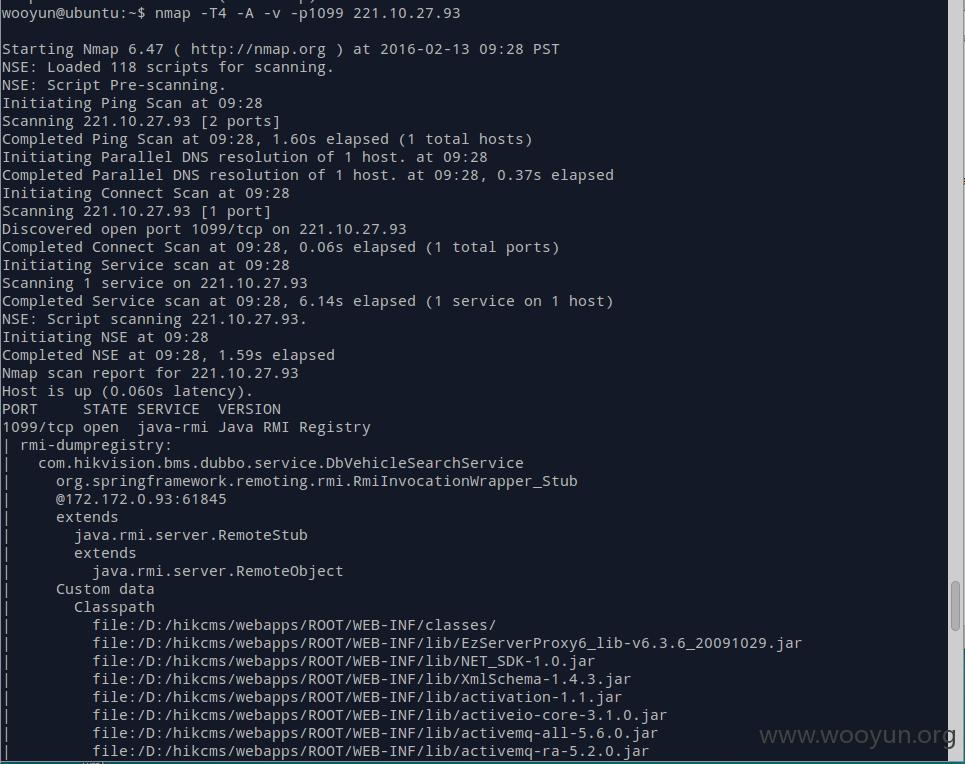 wooyun@ubuntu:~$ nmap -T4 -A -v -p1099 221.10.27.93
Starting Nmap 6.47 ( http://nmap.org ) at 2016-02-13 09:28 PST
NSE: Loaded 118 scripts for scanning.
NSE: Script Pre-scanning.
Initiating Ping Scan at 09:28
Scanning 221.10.27.93 [2 ports]
Completed Ping Scan at 09:28, 1.60s elapsed (1 total hosts)
Initiating Parallel DNS resolution of 1 host. at 09:28
Completed Parallel DNS resolution of 1 host. at 09:28, 0.37s elapsed
Initiating Connect Scan at 09:28
Scanning 221.10.27.93 [1 port]
Discovered open port 1099/tcp on 221.10.27.93
Completed Connect Scan at 09:28, 0.06s elapsed (1 total ports)
Initiating Service scan at 09:28
Scanning 1 service on 221.10.27.93
Completed Service scan at 09:28, 6.14s elapsed (1 service on 1 host)
NSE: Script scanning 221.10.27.93.
Initiating NSE at 09:28
Completed NSE at 09:28, 1.59s elapsed
Nmap scan report for 221.10.27.93
Host is up (0.060s latency).
PORT     STATE SERVICE  VERSION
1099/tcp open  java-rmi Java RMI Registry
| rmi-dumpregistry:
|   com.hikvision.bms.dubbo.service.DbVehicleSearchService
|     org.springframework.remoting.rmi.RmiInvocationWrapper_Stub
|     @172.172.0.93:61845
|     extends
|       java.rmi.server.RemoteStub
|       extends
|         java.rmi.server.RemoteObject
|     Custom data
|       Classpath
|         file:/D:/hikcms/webapps/ROOT/WEB-INF/classes/
|         file:/D:/hikcms/webapps/ROOT/WEB-INF/lib/EzServerProxy6_lib-v6.3.6_20091029.jar
|         file:/D:/hikcms/webapps/ROOT/WEB-INF/lib/NET_SDK-1.0.jar
|         file:/D:/hikcms/webapps/ROOT/WEB-INF/lib/XmlSchema-1.4.3.jar
|         file:/D:/hikcms/webapps/ROOT/WEB-INF/lib/activation-1.1.jar
|         file:/D:/hikcms/webapps/ROOT/WEB-INF/lib/activeio-core-3.1.0.jar
|         file:/D:/hikcms/webapps/ROOT/WEB-INF/lib/activemq-all-5.6.0.jar
|         file:/D:/hikcms/webapps/ROOT/WEB-INF/lib/activemq-ra-5.2.0.jar
www.wooyun.org